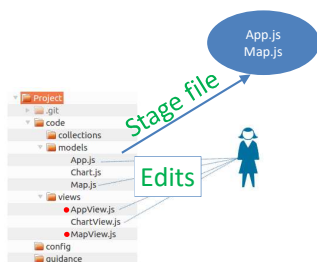 App.js
Map.js
Stage file
Project
.git
code
collections
models
App.js
Chart.js
Map.js
Edits
views
AppView.js
ChartView.js
MapView.js
config
guidance